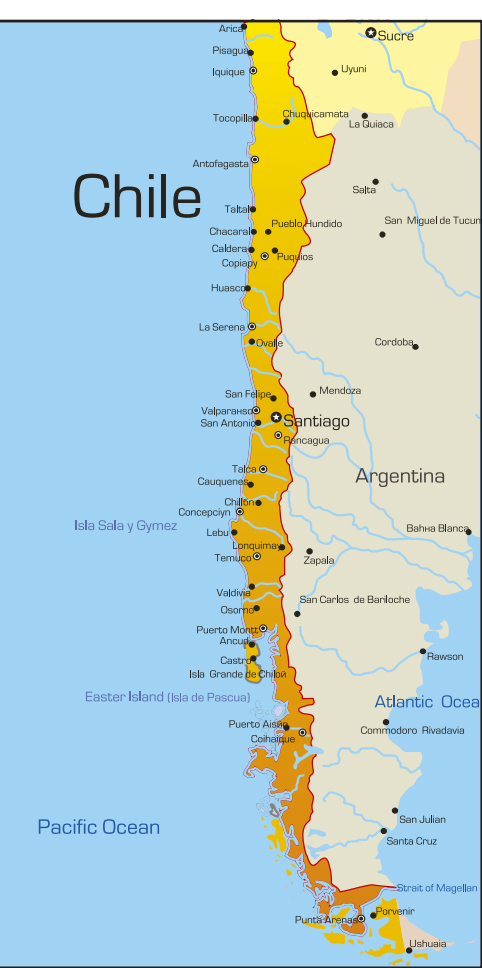 Arica
Sucre
Pisagua
Iquique
Uyuni
Tocopilla
Chuquicamata
La Quiaca
Antofagasta
Chile
Salta
Taltal
San Miguel de Tucum
Pueblo Hundido
Chacaral
Caldera
Puquios
Copiapy
Huasco
La Serena
Ovalle
Cordoba
San Felipe
Mendoza
Valparaнso
Santiago
San Antonio
Rancagua
Talca
Argentina
Cauquenes
Chillón
Concepciyn
Isla Sala y Gymez
Lebu
Bahнa Blanca
Lonquimay
Temuco
Zapala
Valdivia
San Carlos de Bariloche
Osorno
Puerto Montt
Ancud
Castro
Rawson
Isla Grande de Chiloй
Easter Island (Isla de Pascua)
Atlantic Ocea
Puerto Aisйn
Commodoro Rivadavia
Coihaique
San Julian
Pacific Ocean
Santa Cruz
Strait of Magellan
Porvenir
Punta Arenas
Ushuaia